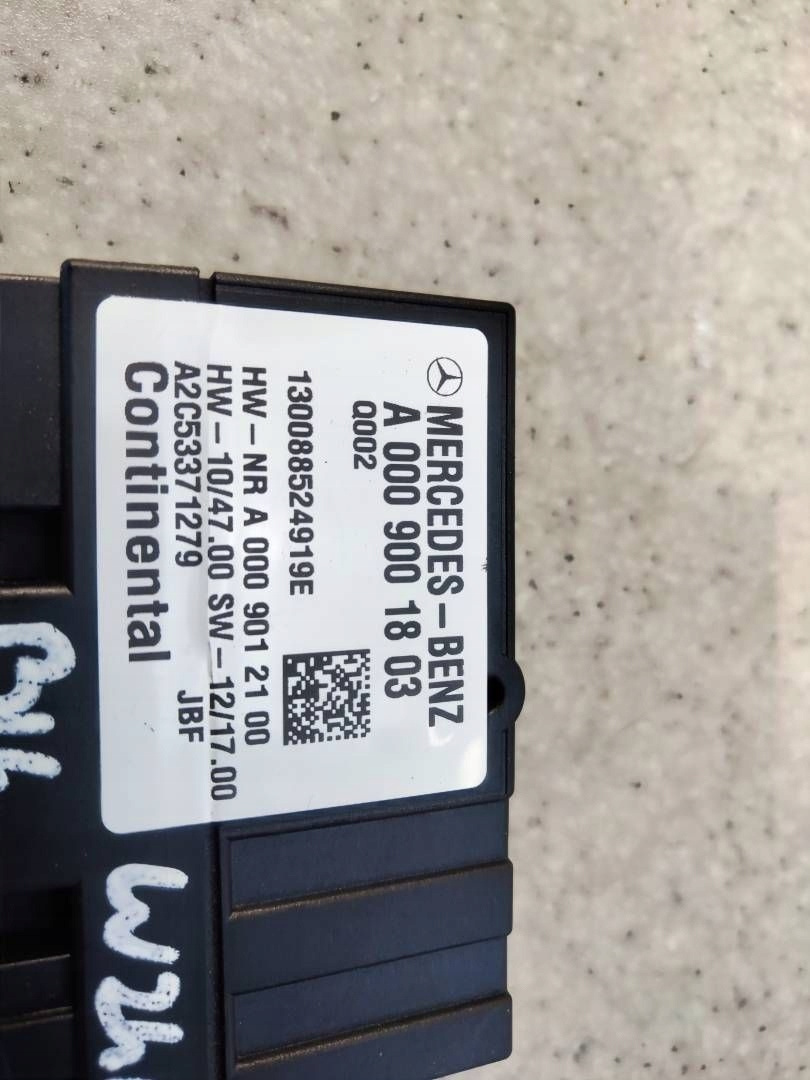 MERCEDES-BENZ
A 000 900 18 03
Q002
130088524919E
HW-NR A 000 901 21 00
HW-10/47.00 SW-12/17.00
A2C53371279 JBF
Continental